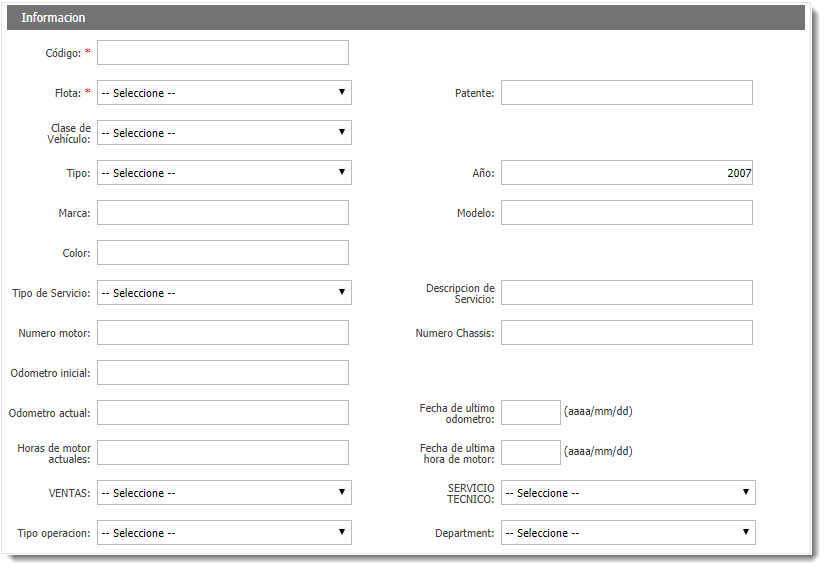 Informacion
Código: *
Flota: * -- Seleccione -- Patente:
Clase de
Vehículo: -- Seleccione --
Tipo: -- Seleccione -- Año: 2007
Marca: Modelo:
Color:
Tipo de Servicio: -- Seleccione -- Descripcion de
Servicio:
Numero motor: Numero Chassis:
Odometro inicial:
Odometro actual: Fecha de ultimo
odometro: (aaaa/mm/dd)
Horas de motor
actuales: Fecha de ultima
hora de motor: (aaaa/mm/dd)
VENTAS: -- Seleccione -- SERVICIO
TECNICO: -- Seleccione --
Tipo operacion: -- Seleccione -- Department: -- Seleccione --